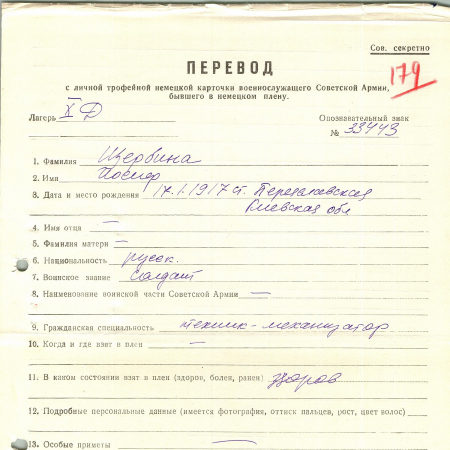 Сов. секретно
ПЕРЕВОД
179
с личной трофейной немецкой карточки военнослужащего Советской Армии,
бывшего в немецком плену.
Лагерь X Д
Опознавательный знак
№ 33443
1. Фамилия Щербина
2. Имя
3. Дата и место рождения 17.1.1917 ст.
Киевская обл
4. Имя отца —
5. Фамилия матери —
6. Национальность русск.
7. Воинское звание солдат
8. Наименование воинской части Советской Армии —
9. Гражданская специальность техник-механизатор
10. Когда и где взят в плен —
11. В каком состоянии взят в плен (здоров, болен, ранен) здоров
12. Подробные персональные данные (имеется фотография, оттиск пальцев, рост, цвет волос)
13. Особые приметы —